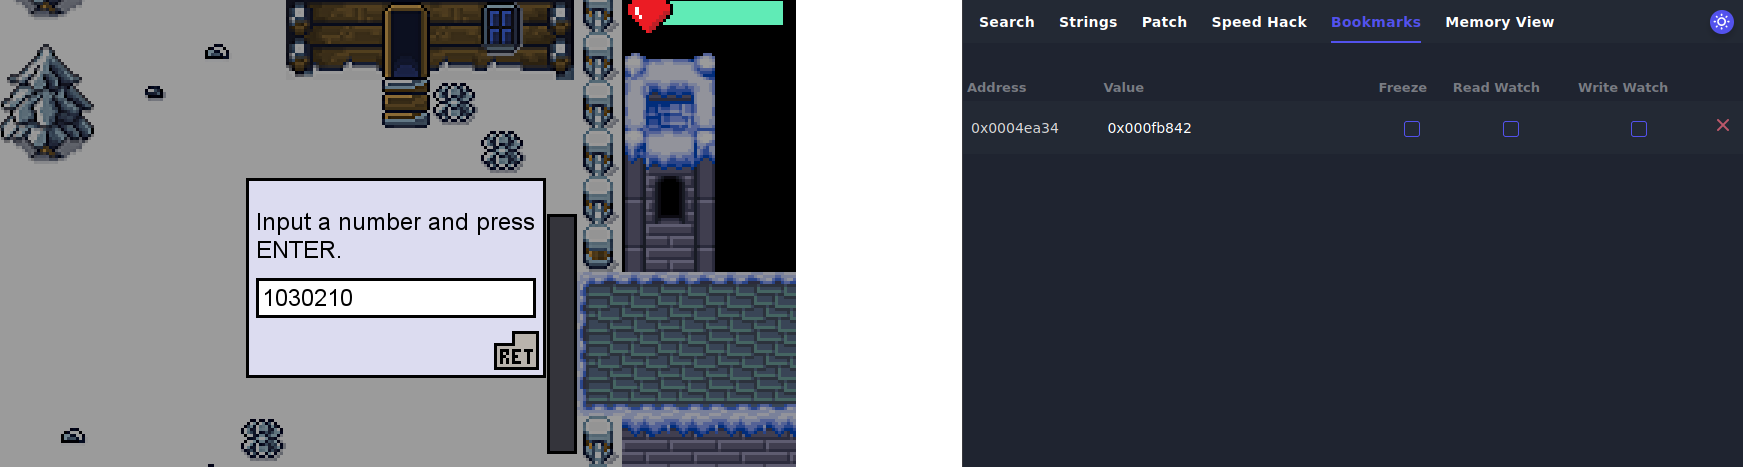 Input a number and press
ENTER.
1030210
RET
Search Strings Patch Speed Hack Bookmarks Memory View
Address Value Freeze Read Watch Write Watch
0x0004ea34 0x000fb842